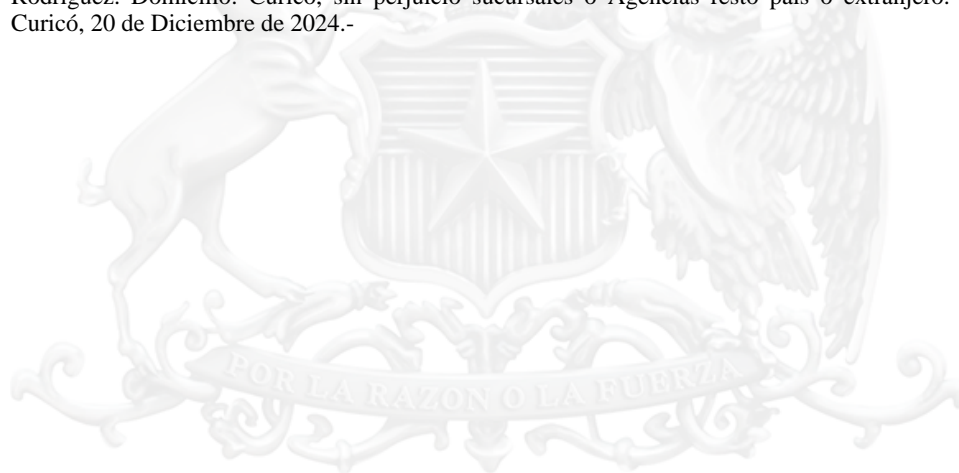 Rodríguez. Domicilio: Curicó, sin perjuicio sucursales o Agencias resto país o extranjero.
Curicó, 20 de Diciembre de 2024.-
POR LA RAZON O LA FUERZA